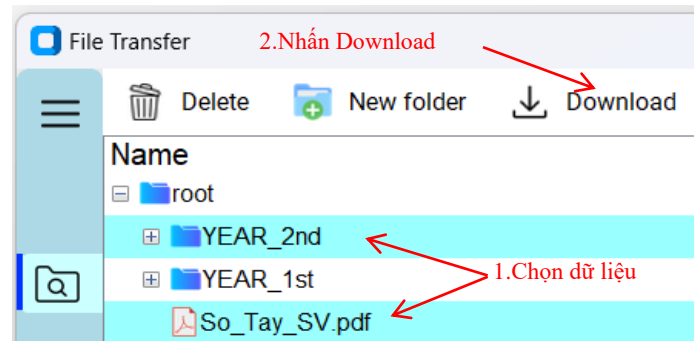 File Transfer
2.Nhấn Download
Delete
New folder
Download
Name
root
YEAR_2nd
YEAR_1st
1.Chọn dữ liệu
So_Tay_SV.pdf